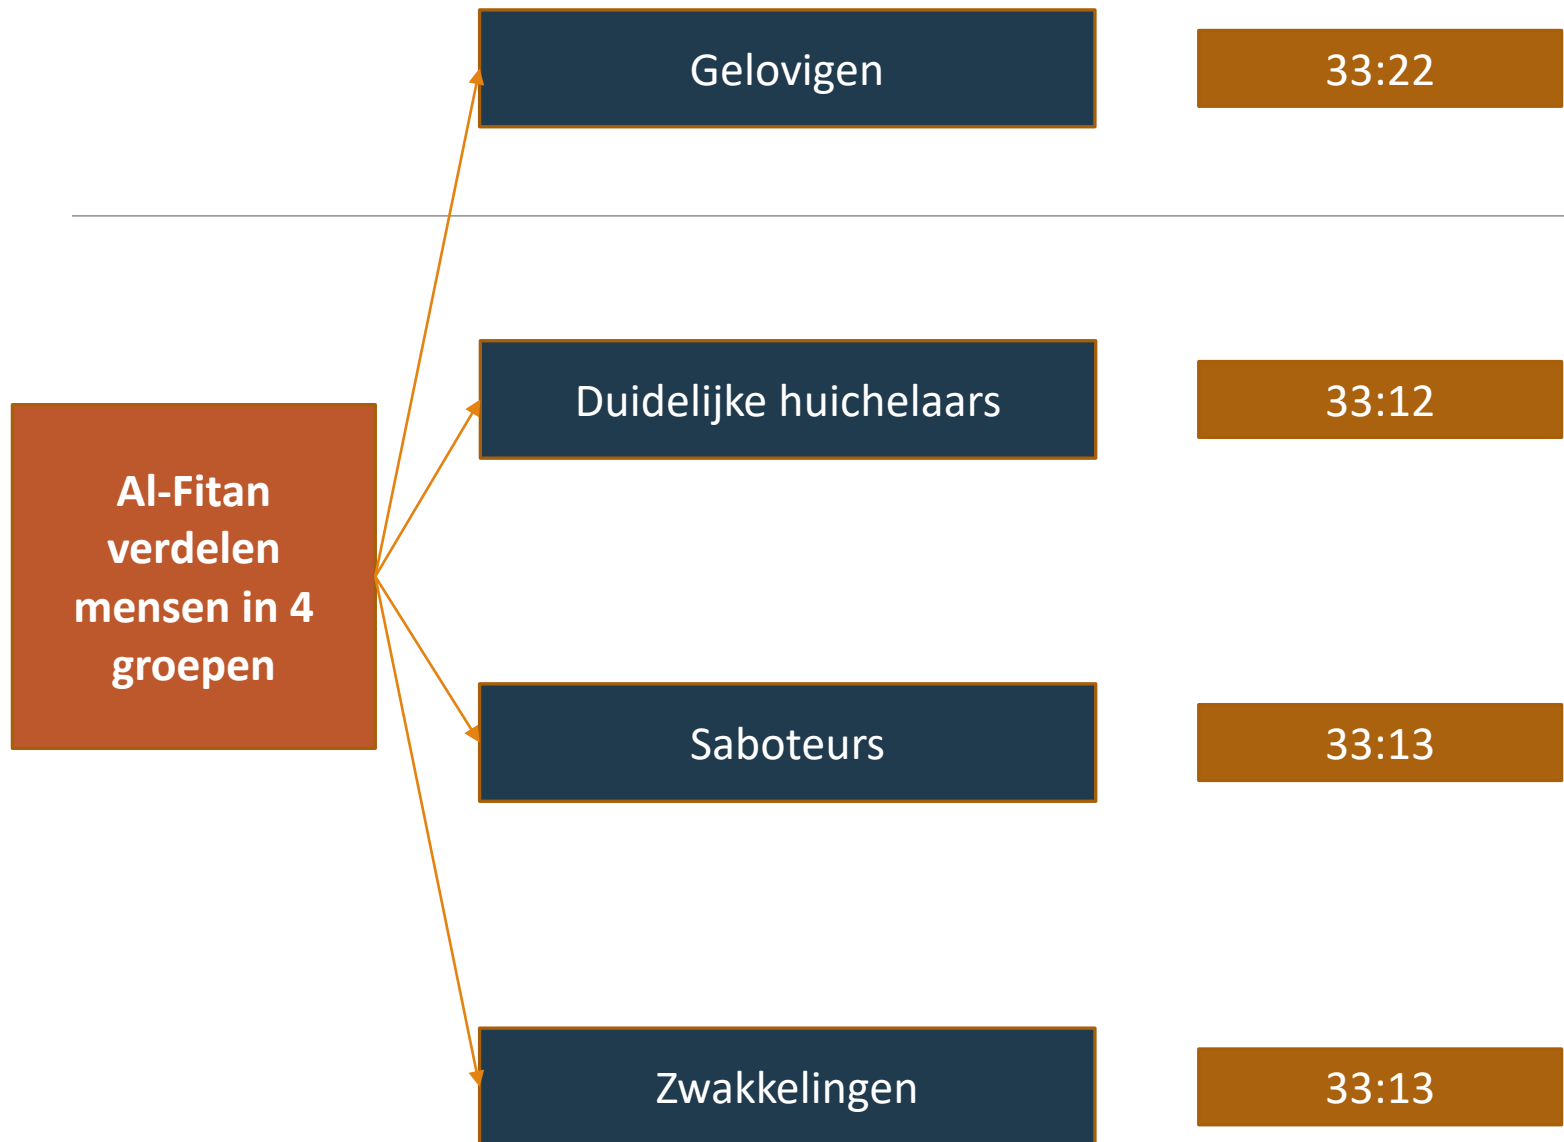 Gelovigen
33:22
Duidelijke huichelaars
33:12
Al-Fitan
verdelen
mensen in 4
groepen
Saboteurs
33:13
Zwakkelingen
33:13